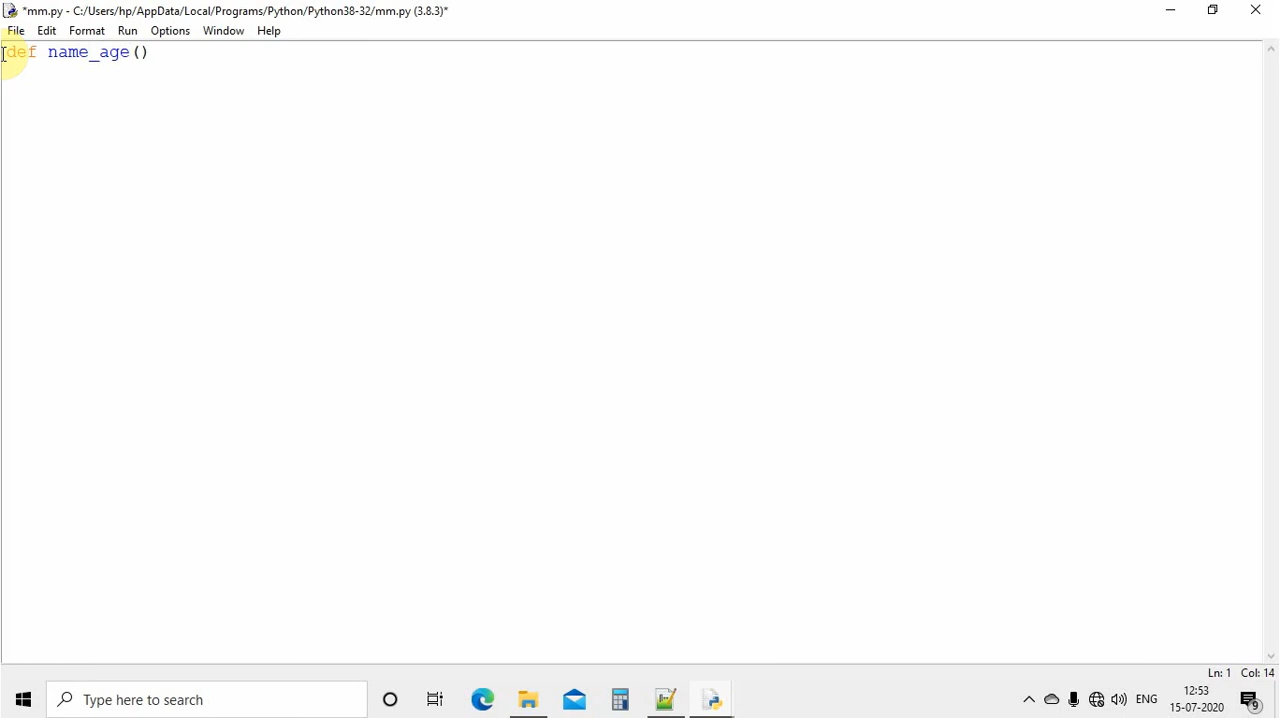 *mm.py - C:/Users/hp/AppData/Local/Programs/Python/Python38-32/mm.py (3.8.3)*
File Edit Format Run Options Window Help
def name_age()
Ln: 1 Col: 14
Type here to search
ENG
12:53
15-07-2020
9